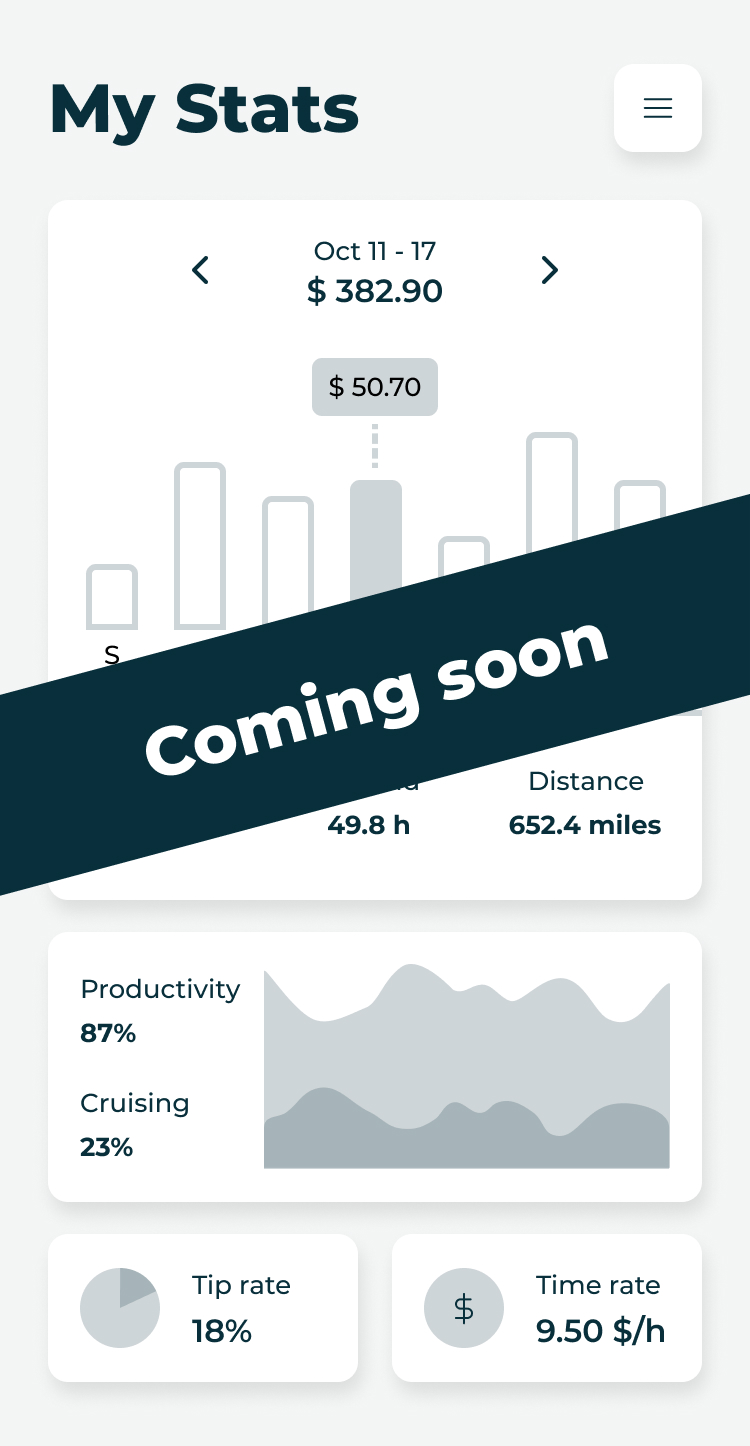 My Stats
Oct 11 - 17
$ 382.90
$ 50.70
S
Coming soon
Distance
49.8 h
652.4 miles
Productivity
87%
Cruising
23%
Tip rate
18%
$
Time rate
9.50 $/h